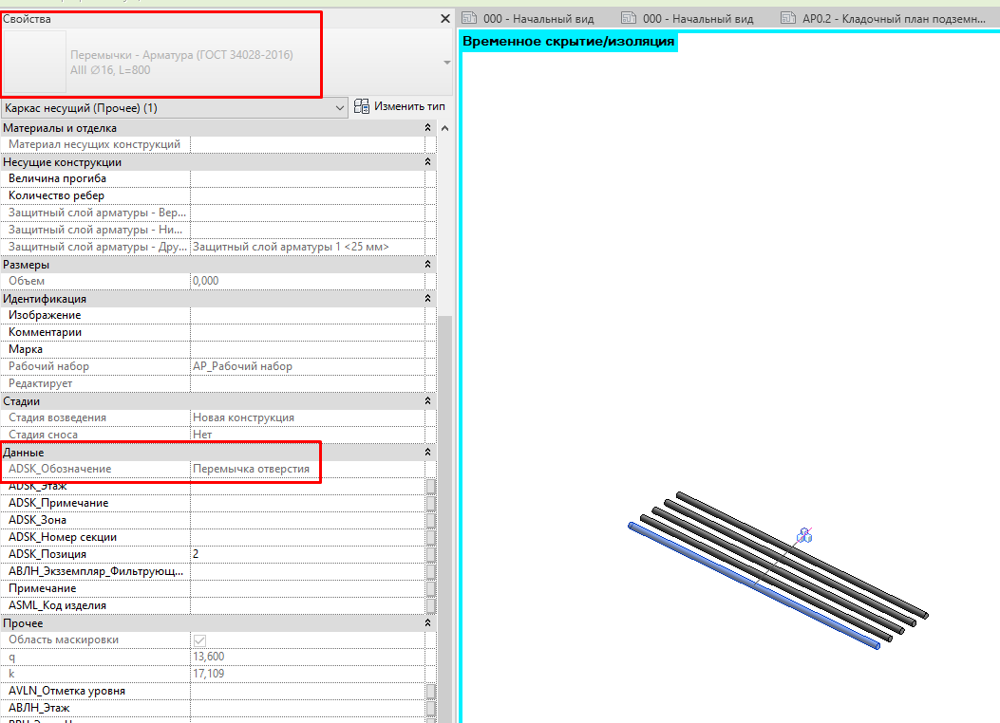 Свойства
000 - Начальный вид
000 - Начальный вид
АР0.2 - Кладочный план подземн...
Временное скрытие/изоляция
Перемычки - Арматура (ГОСТ 34028-2016)
АIII ∅16, L=800
Каркас несущий (Прочее) (1)
Изменить тип
Материалы и отделка
Материал несущих конструкций
Несущие конструкции
Величина прогиба
Количество ребер
Защитный слой арматуры - Вер...
Защитный слой арматуры - Ни...
Защитный слой арматуры - Дру... Защитный слой арматуры 1 <25 мм>
Размеры
Объем 0,000
Идентификация
Изображение
Комментарии
Марка
Рабочий набор АР_Рабочий набор
Редактирует
Стадии
Стадия возведения Новая конструкция
Стадия сноса Нет
Данные
ADSK_Обозначение Перемычка отверстия
ADSK_Этаж
ADSK_Примечание
ADSK_Зона
ADSK_Номер секции
ADSK_Позиция 2
АВЛН_Экземпляр_Фильтрующ...
Примечание
ASML_Код изделия
Прочее
Область маскировки
q 13,600
k 17,109
AVLN_Отметка уровня
АВЛН_Этаж